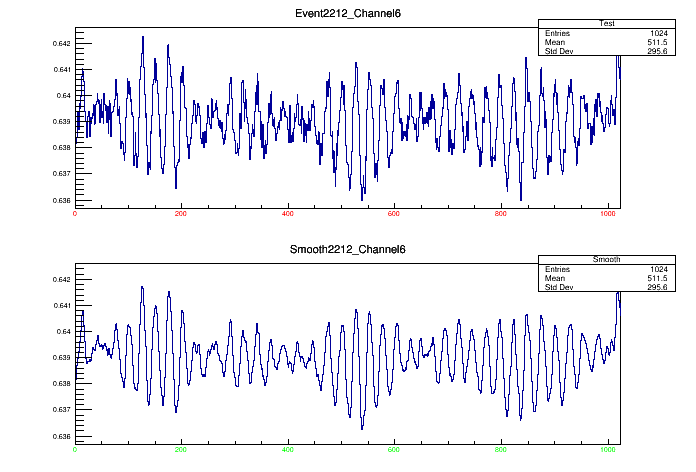 Event2212_Channel6
Test
Entries 1024
Mean 511.5
Std Dev 295.6
0.642
0.641
0.64
0.639
0.638
0.637
0.636
0 200 400 600 800 1000
Smooth2212_Channel6
Smooth
Entries 1024
Mean 511.5
Std Dev 295.6
0.642
0.641
0.64
0.639
0.638
0.637
0.636
0 200 400 600 800 1000